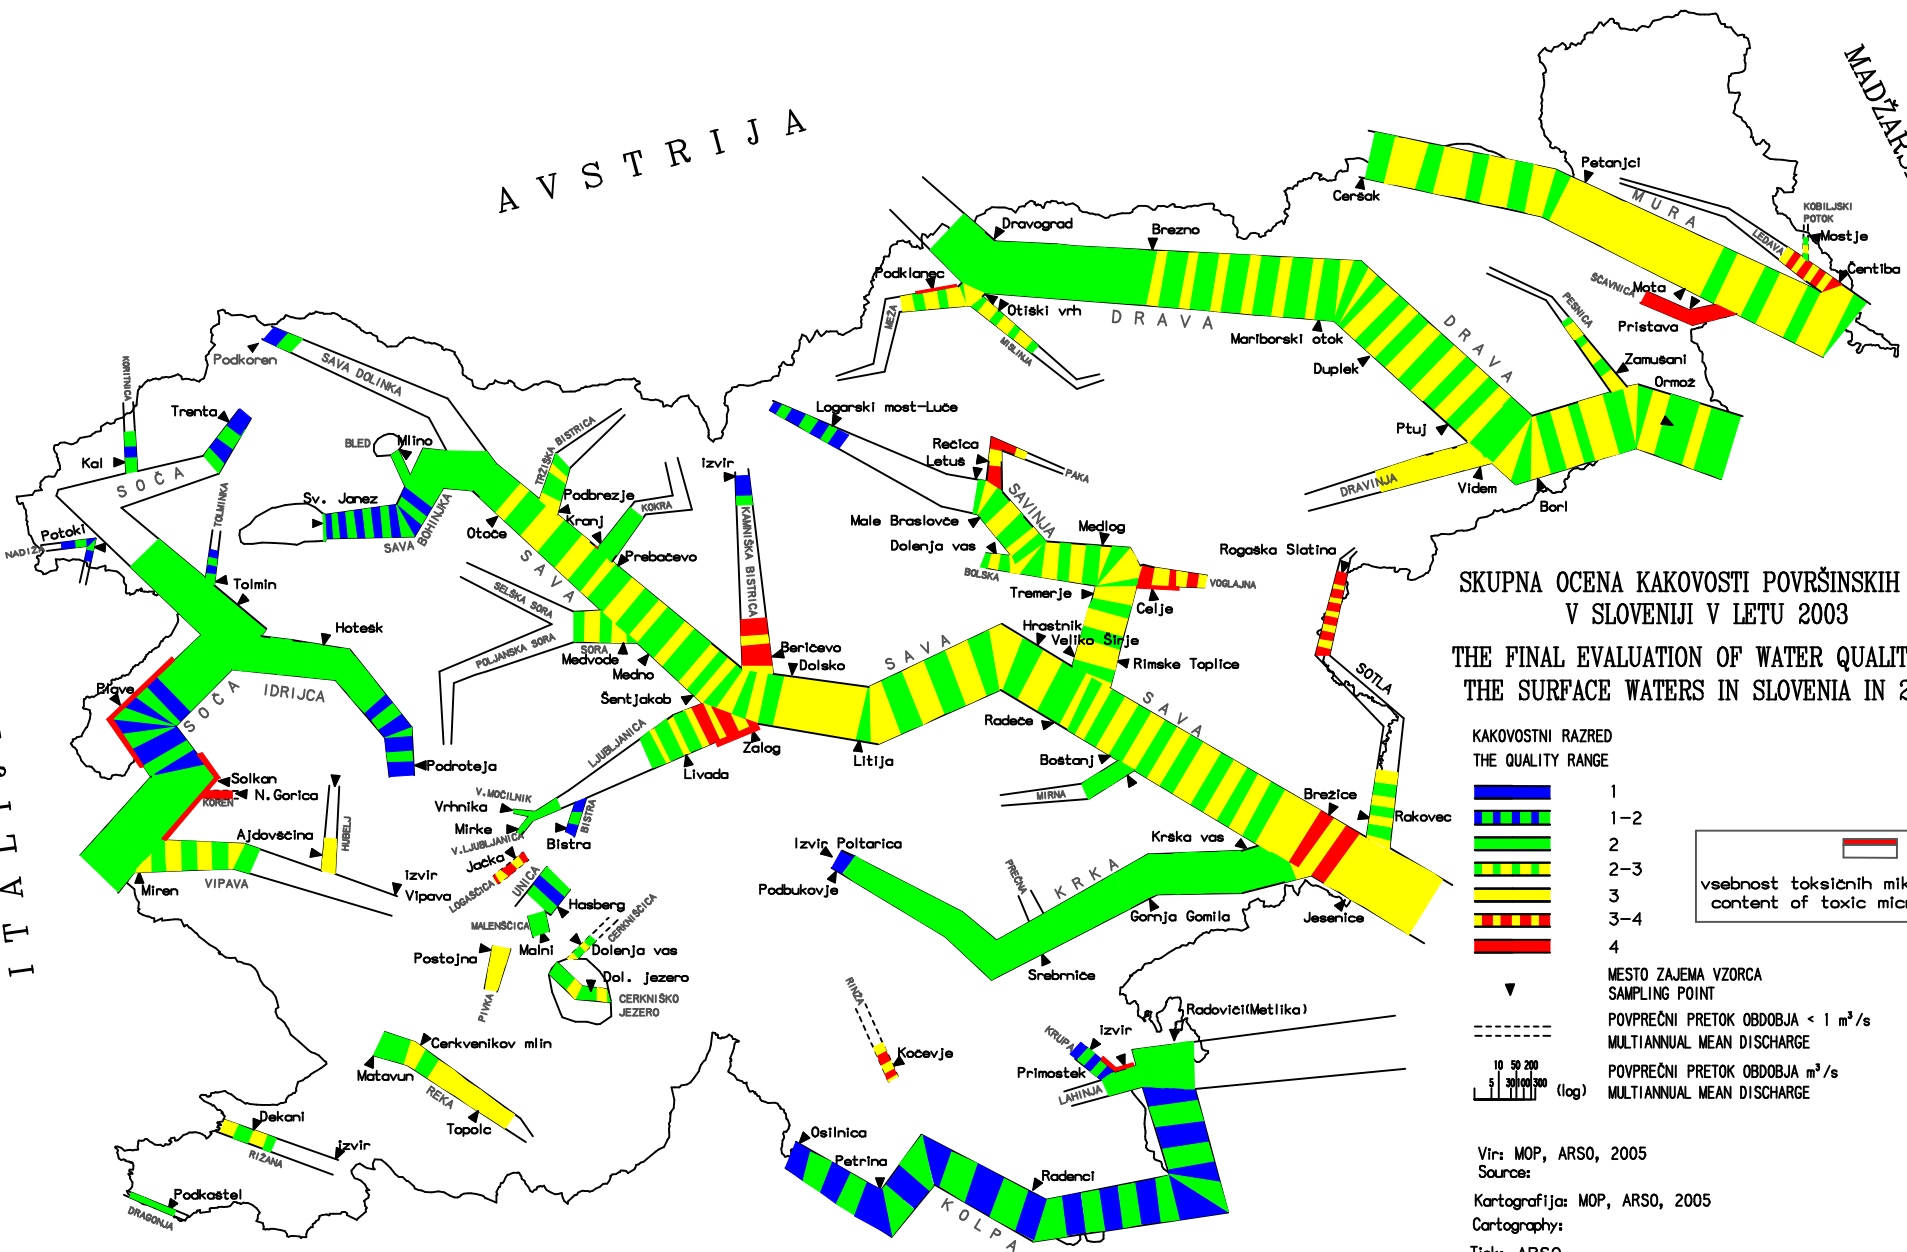 AVSTRIJA
MADŽARS
ITALIJ
Ceršak
Petanjci
MURA
LEDAVA
KOBILJSKI
POTOK
Mostje
Čentiba
Mota
ŠČAVNICA
Pristava
PESNICA
Zamušani
Ormož
Dravograd
Brezno
Podklanec
MEŽA
Otiški vrh
MISLINJA
DRAVA
Mariborski otok
DRAVA
Duplek
Ptuj
DRAVINJA
Videm
Borl
Podkoren
SAVA DOLINKA
KORITNICA
Trenta
Kal
SOČA
BLED
Mlino
TRŽIŠKA BISTRICA
Logarski most-Luče
Rečica
Letuš
PAKA
izvir
Podbrezje
Kranj
KOKRA
Sv. Janez
SAVA BOHINJKA
Otoče
TOLMINKA
Potoki
NADIŽA
Prebačevo
KAMNIŠKA BISTRICA
SAVINJA
Male Braslovče
Medlog
Dolenja vas
BOLSKA
Tremerje
VOGLAJNA
Celje
Rogaška Slatina
Tolmin
SAVA
SELŠKA SORA
POLJANSKA SORA
SORA
Medvode
Medno
Šentjakob
Beričevo
Dolsko
SAVA
Hrastnik
Veliko Širje
Rimske Toplice
SOTLA
Hotešk
IDRIJCA
SOČA
Plave
Solkan
KOREN
N.Gorica
Podroteja
LJUBLJANICA
Zalog
Livada
Litija
Radeče
SAVA
Boštanj
MIRNA
Brežice
Rakovec
Krška vas
Ajdovščina
HUBELJ
V.MOČILNIK
Vrhnika
Mirke
V.LJUBLJANICA
BISTRA
Bistra
Jačka
LOGAŠČICA
UNICA
Hasberg
MALENŠČICA
Malni
CERKNIŠČICA
Dolenja vas
Dol. jezero
CERKNIŠKO
JEZERO
Miren
VIPAVA
izvir
Vipava
Postojna
PIVKA
Izvir Poltarica
Podbukovje
PREČNA
KRKA
Gornja Gomila
Srebrniče
Jesenice
Cerkvenikov mlin
Matavun
REKA
Topolc
RINŽA
Kočevje
Radoviči(Metlika)
KRUPA
izvir
Primostek
LAHINJA
Dekani
RIŽANA
izvir
Podkaštel
DRAGONJA
Osilnica
Petrina
Radenci
KOLPA
SKUPNA OCENA KAKOVOSTI POVRŠINSKIH
V SLOVENIJI V LETU 2003
THE FINAL EVALUATION OF WATER QUALIT
THE SURFACE WATERS IN SLOVENIA IN 2
KAKOVOSTNI RAZRED
THE QUALITY RANGE
1
1-2
2
2-3
3
3-4
4
vsebnost toksičnih mik
content of toxic micr
MESTO ZAJEMA VZORCA
SAMPLING POINT
POVPREČNI PRETOK OBDOBJA < 1 m³/s
MULTIANNUAL MEAN DISCHARGE
10 50 200
5 30 100 300 (log)
POVPREČNI PRETOK OBDOBJA m³/s
MULTIANNUAL MEAN DISCHARGE
Vir: MOP, ARSO, 2005
Source:
Kartografija: MOP, ARSO, 2005
Cartography:
Tisk: ARSO